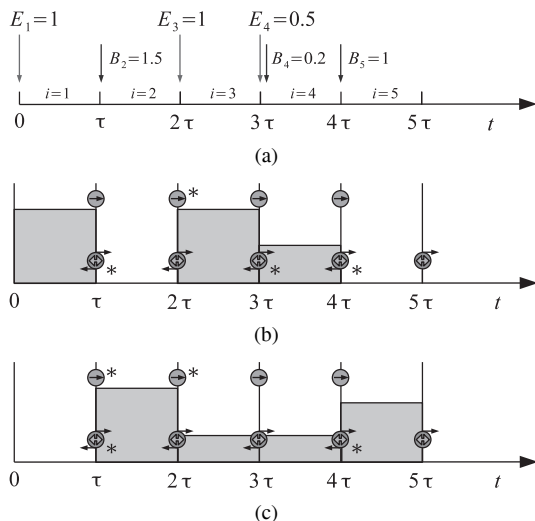 E₁=1 E₃=1 E₄=0.5
B₂=1.5 B₄=0.2 B₅=1
i=1 i=2 i=3 i=4 i=5
0 τ 2τ 3τ 4τ 5τ t
(a)
* 
* * *
0 τ 2τ 3τ 4τ 5τ t
(b)
* *
* *
0 τ 2τ 3τ 4τ 5τ t
(c)